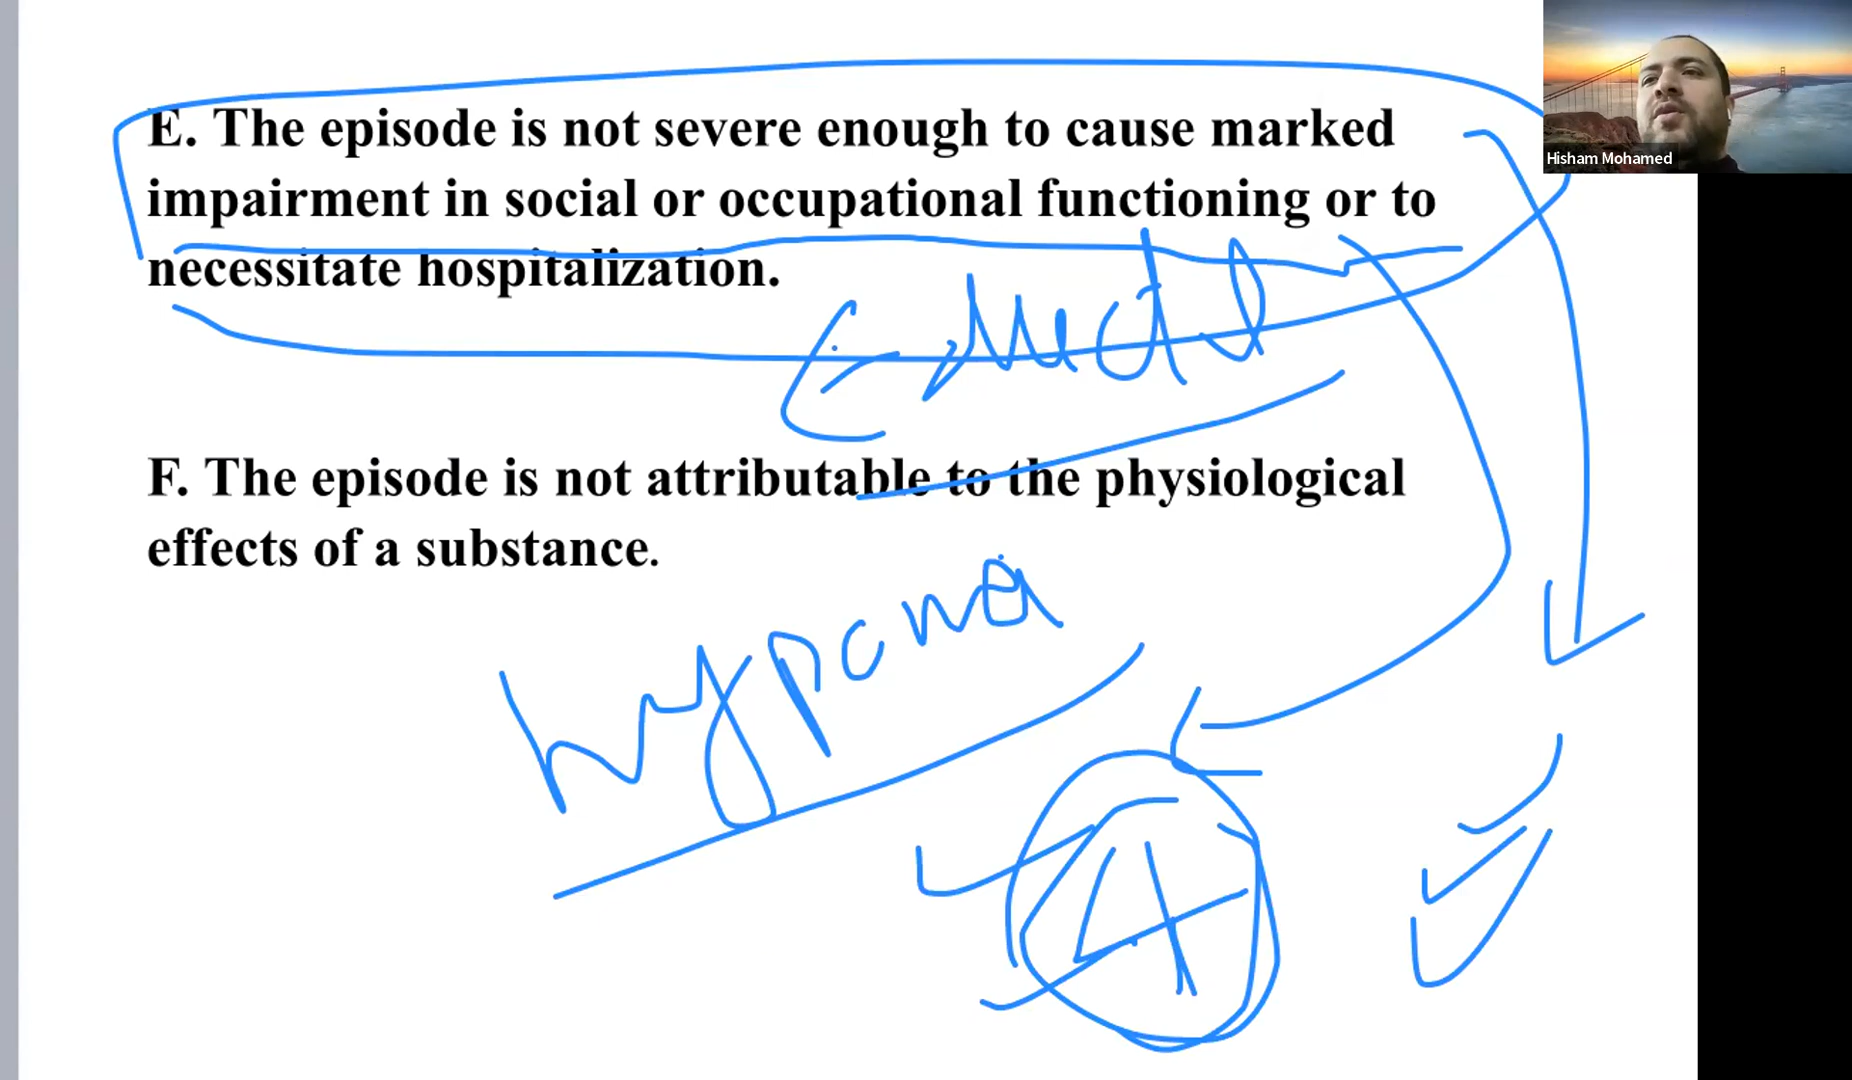 E. The episode is not severe enough to cause marked
Hisham Mohamed
impairment in social or occupational functioning or to
necessitate hospitalization.
F. The episode is not attributable to the physiological
effects of a substance.
4